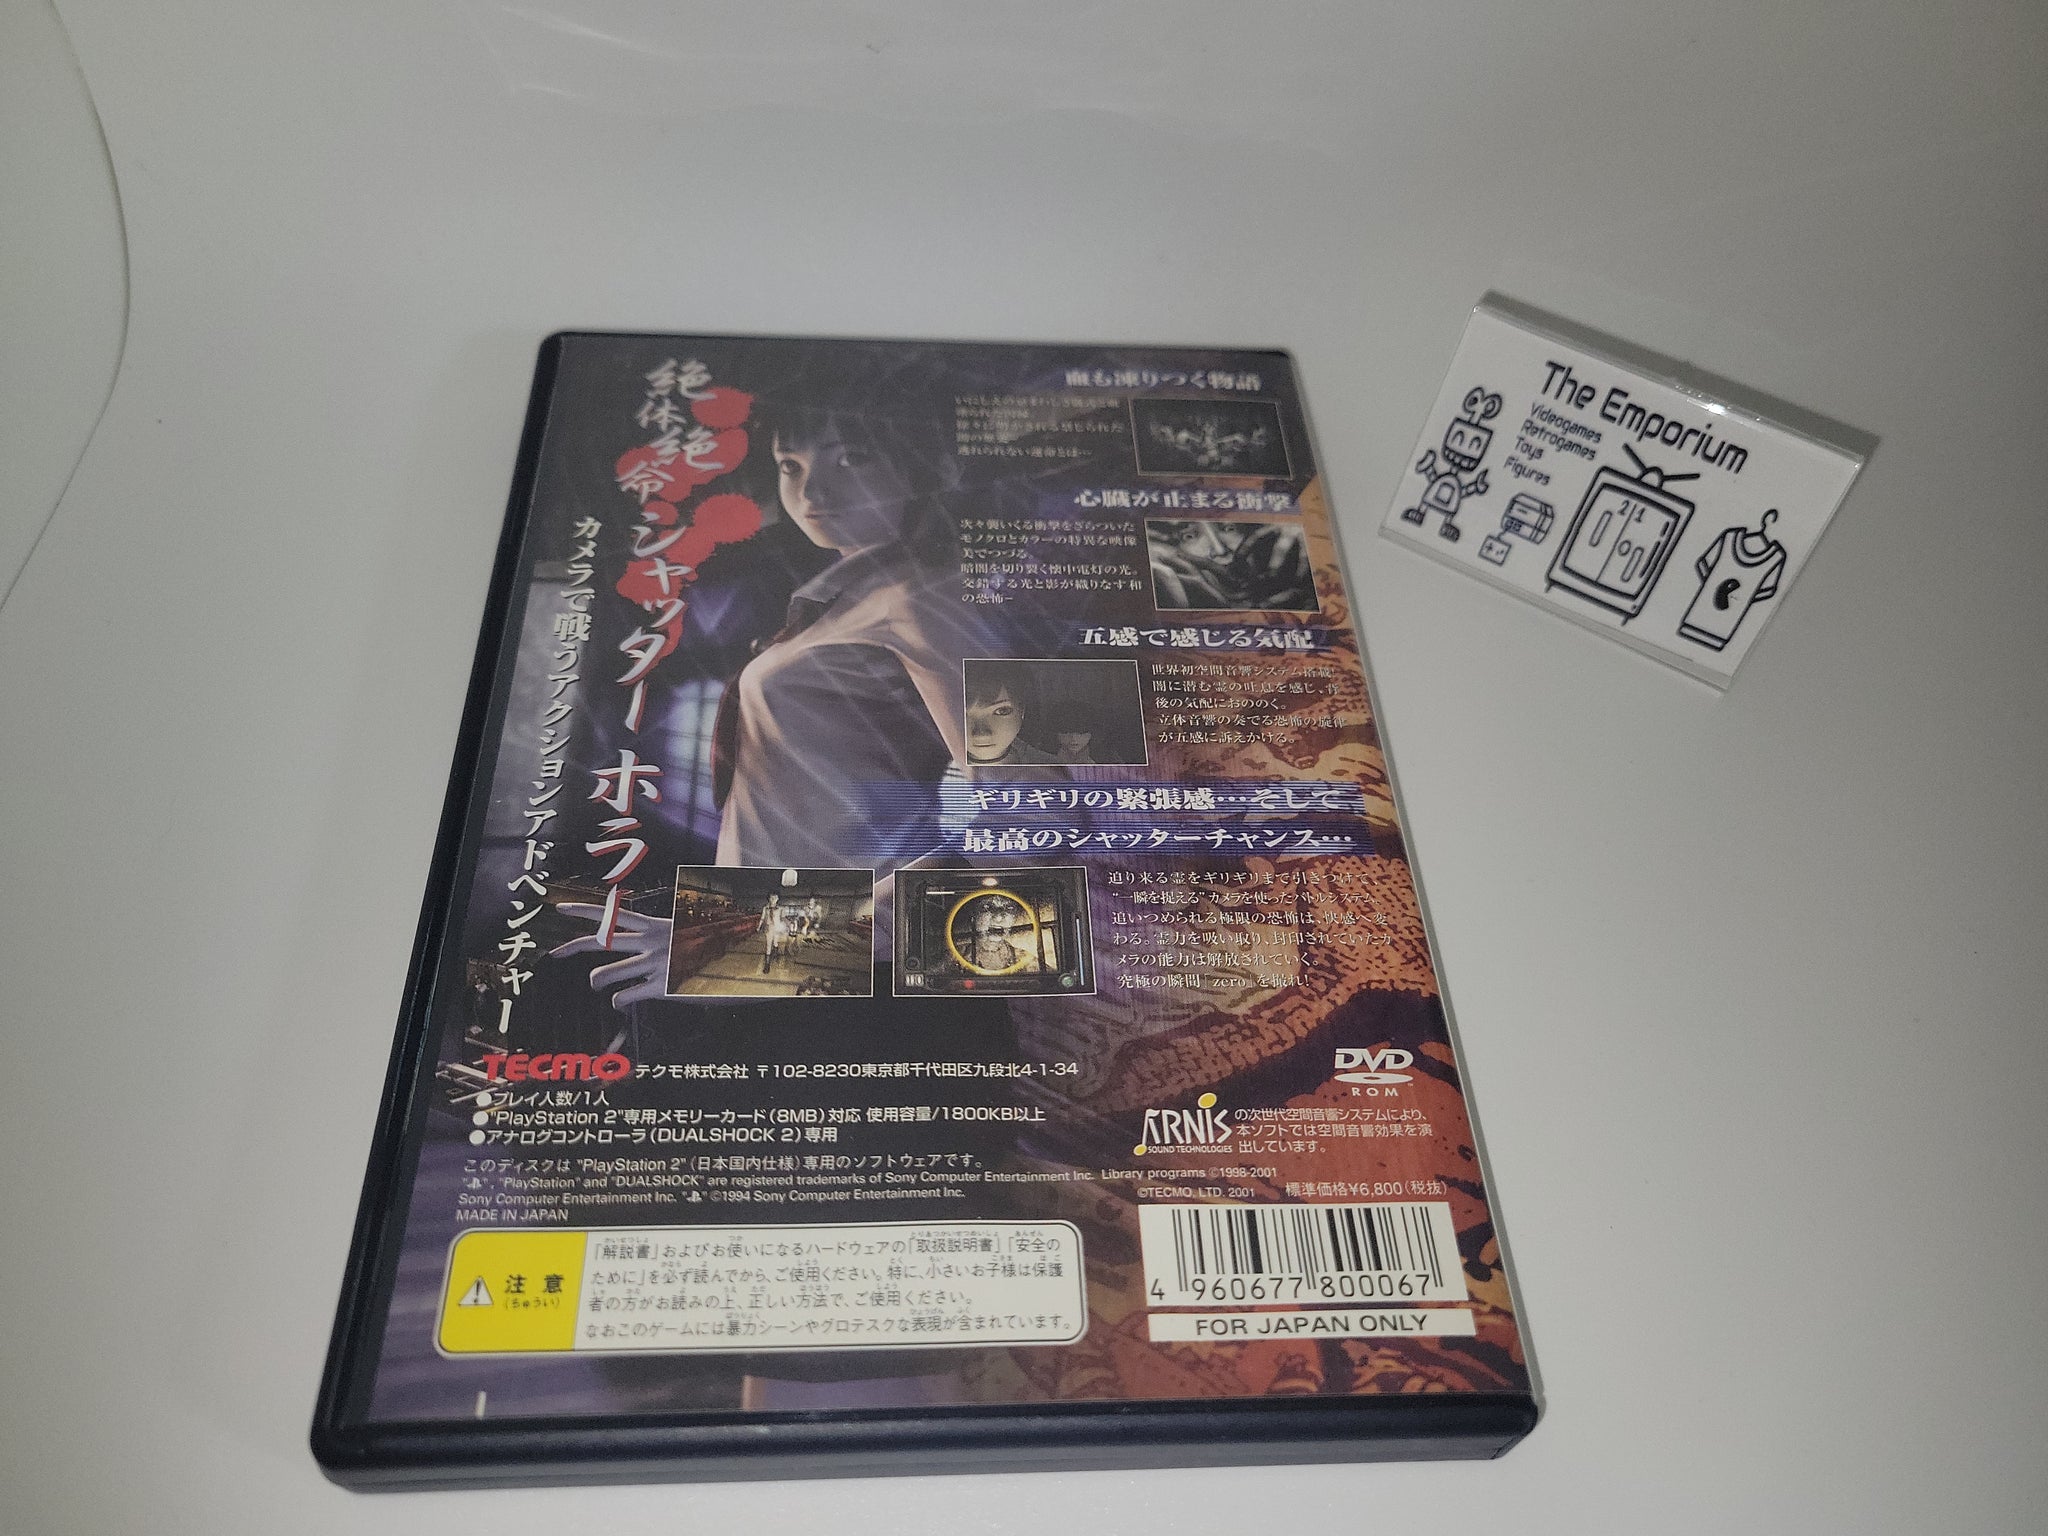 絶体絶命シャッターホラー
カメラで戦うアクションアドベンチャー
血も凍りつく物語
逃れられない運命とは…
心臓が止まる衝撃
次々襲いくる衝撃をざらついた
モノクロとカラーの特異な映像
美でつづる。
暗闇を切り裂く懐中電灯の光。
交錯する光と影が織りなす和
の恐怖−
五感で感じる気配
世界初空間音響システム搭載!
闇に潜む霊の吐息を感じ、背
後の気配におののく。
立体音響の奏でる恐怖の旋律
が五感に訴えかける。
ギリギリの緊張感…そして
最高のシャッターチャンス…
迫り来る霊をギリギリまで引きつけて、
"一瞬を捉える"カメラを使ったバトルシステム。
追いつめられる極限の恐怖は、快感へ変
わる。霊力を吸い取り、封印されていたカ
メラの能力は解放されていく。
究極の瞬間「zero」を撮れ!
TECMO テクモ株式会社 〒102-8230東京都千代田区九段北4-1-34
●プレイ人数/1人
●"PlayStation 2"専用メモリーカード(8MB)対応 使用容量/1800KB以上
●アナログコントローラ(DUALSHOCK 2)専用
DVD
ROM
ARNIS
SOUND TECHNOLOGIES
の次世代空間音響システムにより、
本ソフトでは空間音響効果を演
出しています。
このディスクは "PlayStation 2"(日本国内仕様)専用のソフトウェアです。
" ", "PlayStation" and "DUALSHOCK" are registered trademarks of Sony Computer Entertainment Inc. Library programs ©1998-2001
Sony Computer Entertainment Inc. " " ©1994 Sony Computer Entertainment Inc.
©TECMO, LTD. 2001 標準価格¥6,800(税抜)
MADE IN JAPAN
注意
(ちゅうい)
「解説書」およびお使いになるハードウェアの「取扱説明書」「安全の
ために」を必ず読んでから、ご使用ください。特に、小さいお子様は保護
者の方がお読みの上、正しい方法で、ご使用ください。
なおこのゲームには暴力シーンやグロテスクな表現が含まれています。
4 960677 800067
FOR JAPAN ONLY
The Emporium
Videogames
Retrogames
Toys
Figures
21